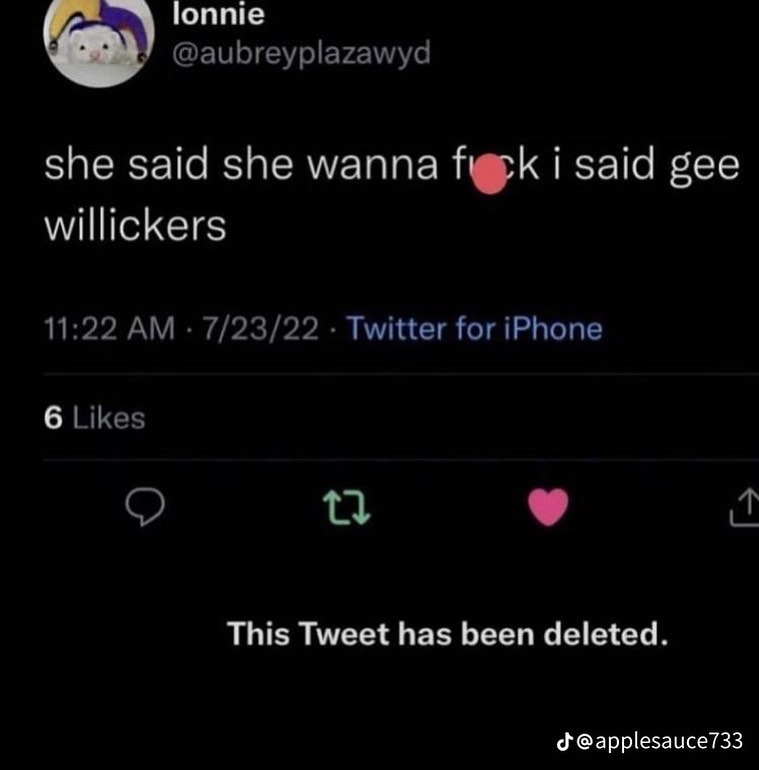 lonnie
@aubreyplazawyd
she said she wanna f ck i said gee
willickers
11:22 AM · 7/23/22 · Twitter for iPhone
6 Likes
This Tweet has been deleted.
@applesauce733